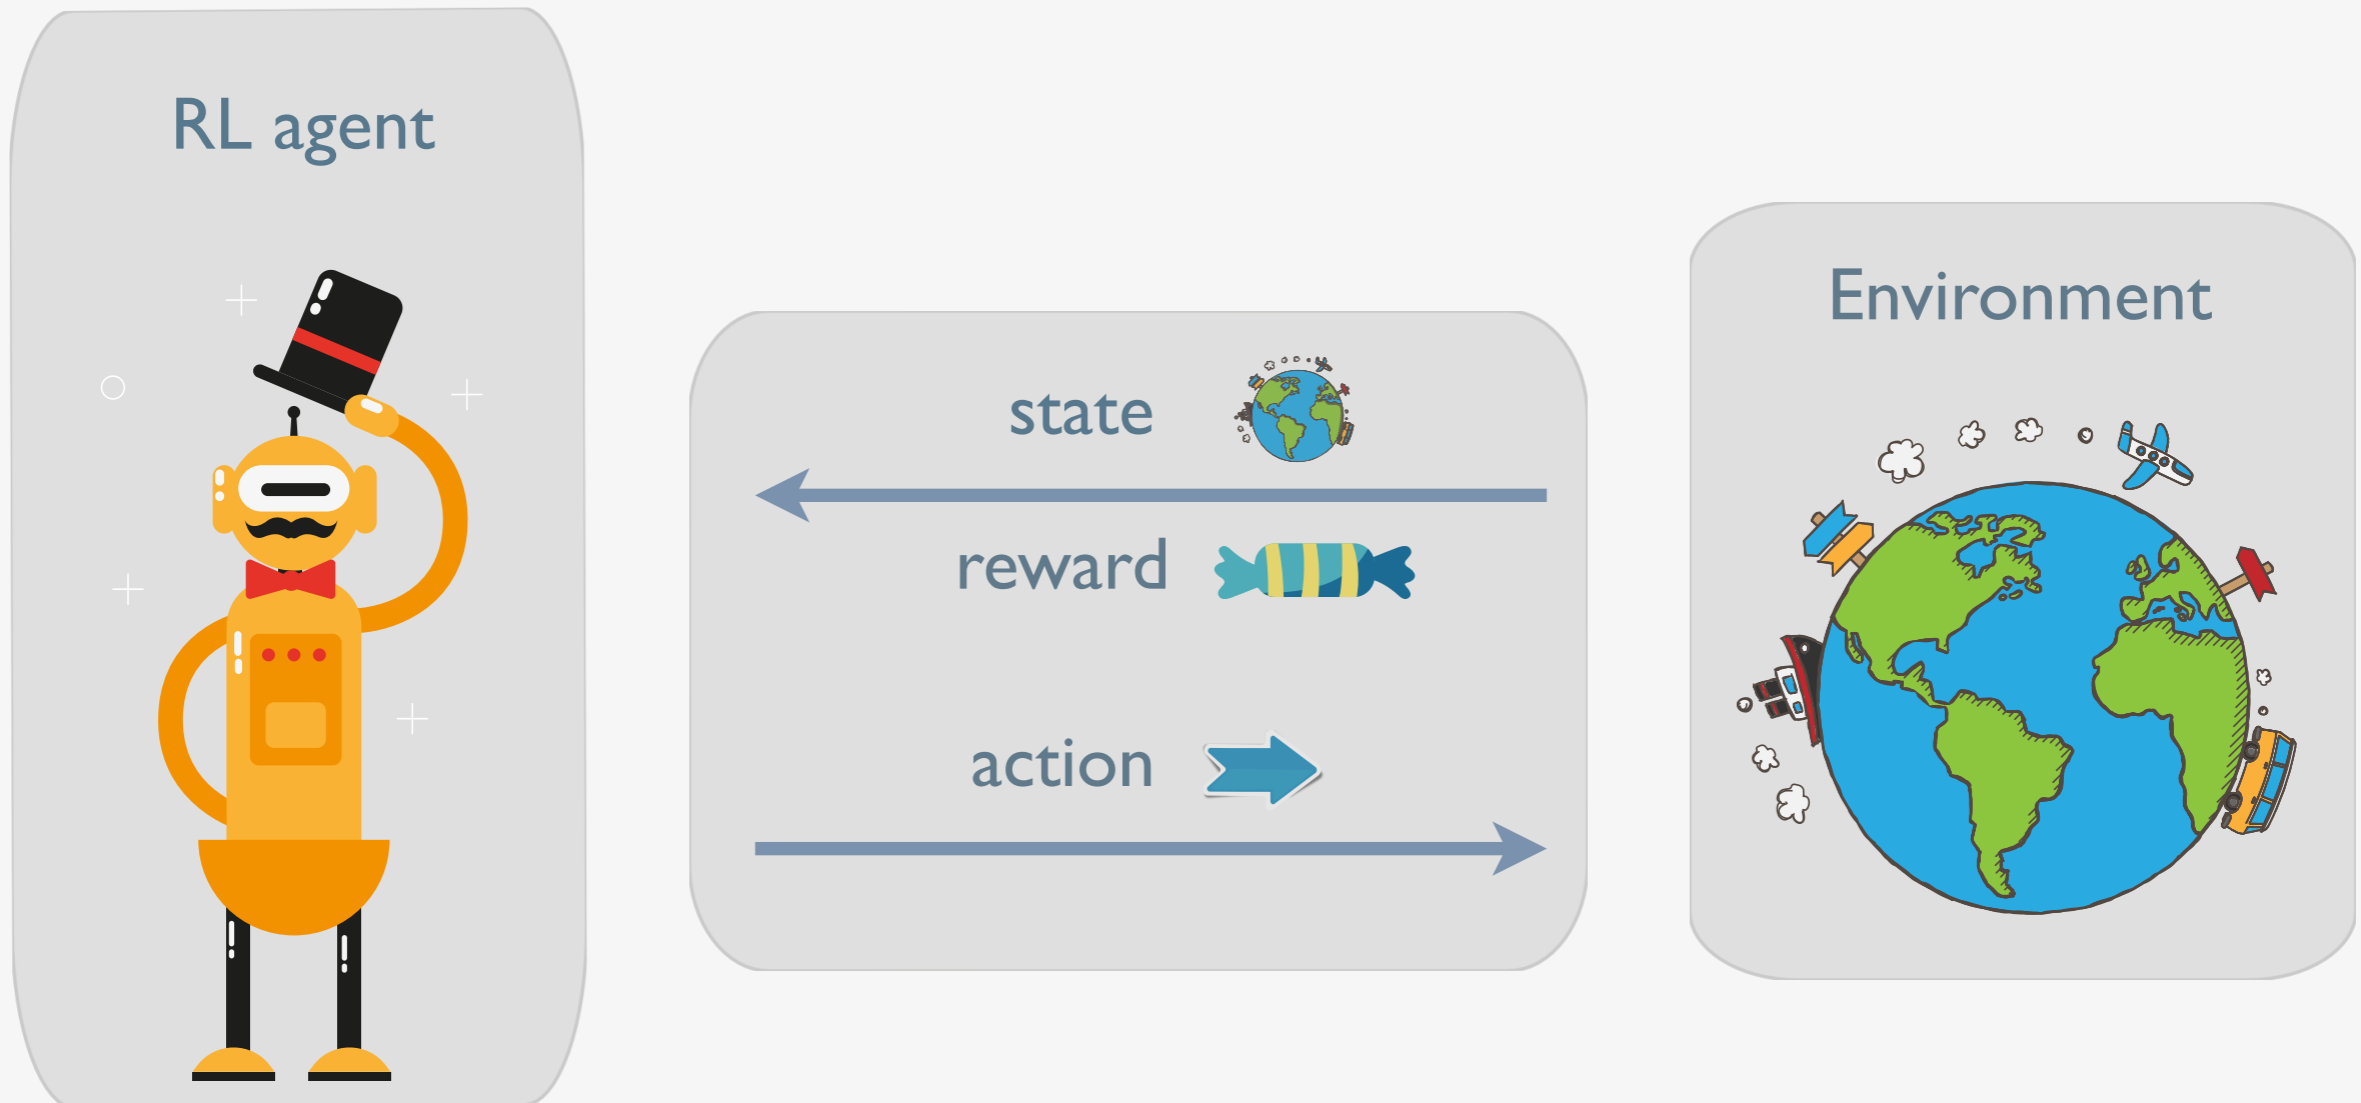 RL agent
state
reward
action
Environment